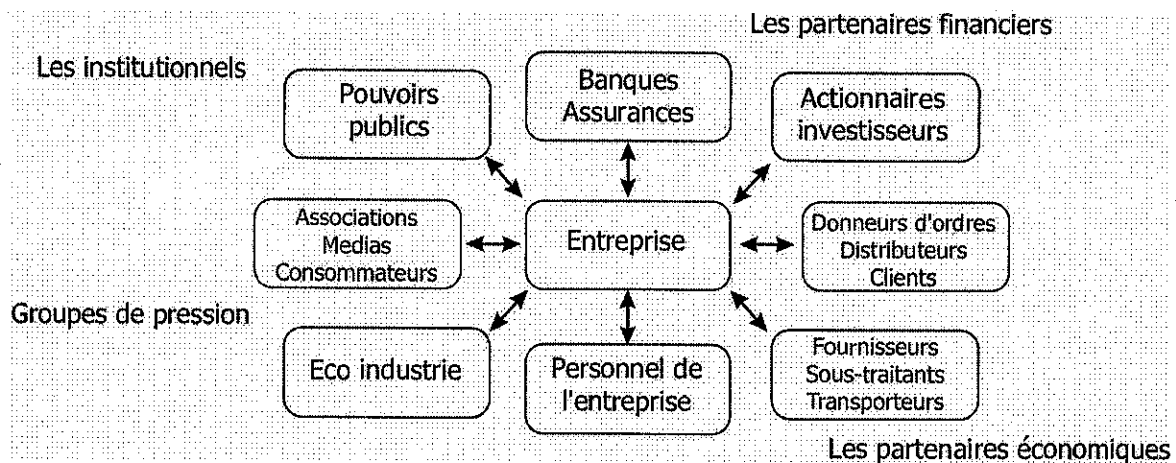 Les partenaires financiers
Les institutionnels
Pouvoirs
publics
Banques
Assurances
Actionnaires
investisseurs
Associations
Medias
Consommateurs
Entreprise
Donneurs d'ordres
Distributeurs
Clients
Groupes de pression
Eco industrie
Personnel de
l'entreprise
Fournisseurs
Sous-traitants
Transporteurs
Les partenaires économiques